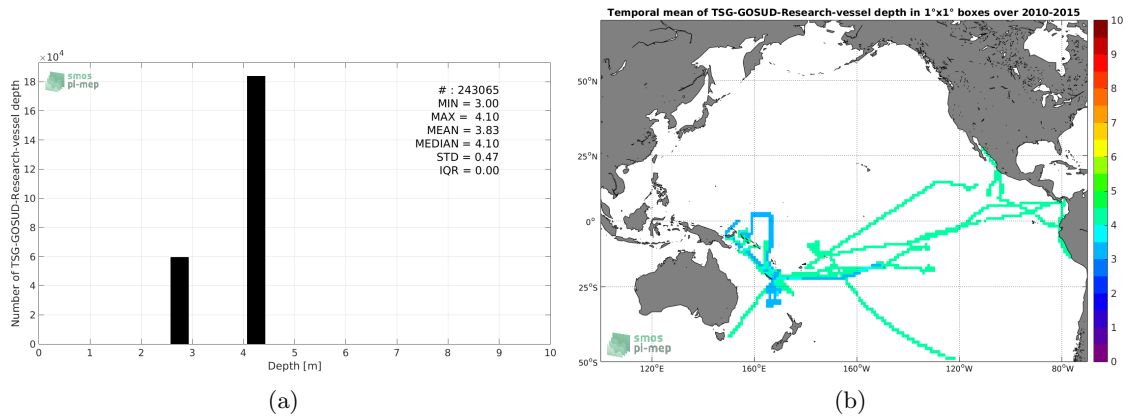 ×10⁴
smos
pi-mep
# : 243065
MIN = 3.00
MAX = 4.10
MEAN = 3.83
MEDIAN = 4.10
STD = 0.47
IQR = 0.00
18
16
14
12
10
8
6
4
2
0
Number of TSG-GOSUD-Research-vessel depth
0 1 2 3 4 5 6 7 8 9 10
Depth [m]
(a)
Temporal mean of TSG-GOSUD-Research-vessel depth in 1°x1° boxes over 2010-2015
50°N
25°N
0°
25°S
50°S
120°E 160°E 160°W 120°W 80°W
smos
pi-mep
10
9
8
7
6
5
4
3
2
1
0
(b)